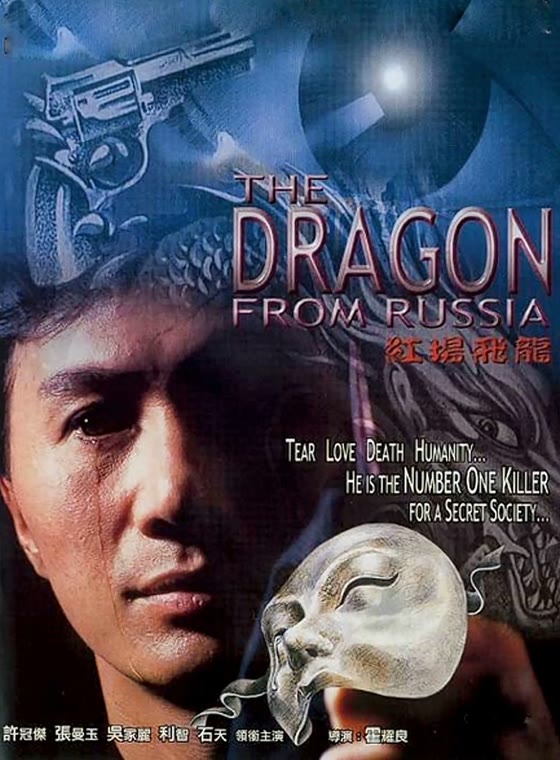 THE
DRAGON
FROM RUSSIA
紅場飛龍
TEAR LOVE DEATH HUMANITY...
HE IS THE NUMBER ONE KILLER
FOR A SECRET SOCIETY...
許冠傑 張曼玉 吳家麗 利智 石天 領銜主演 導演：霍耀良